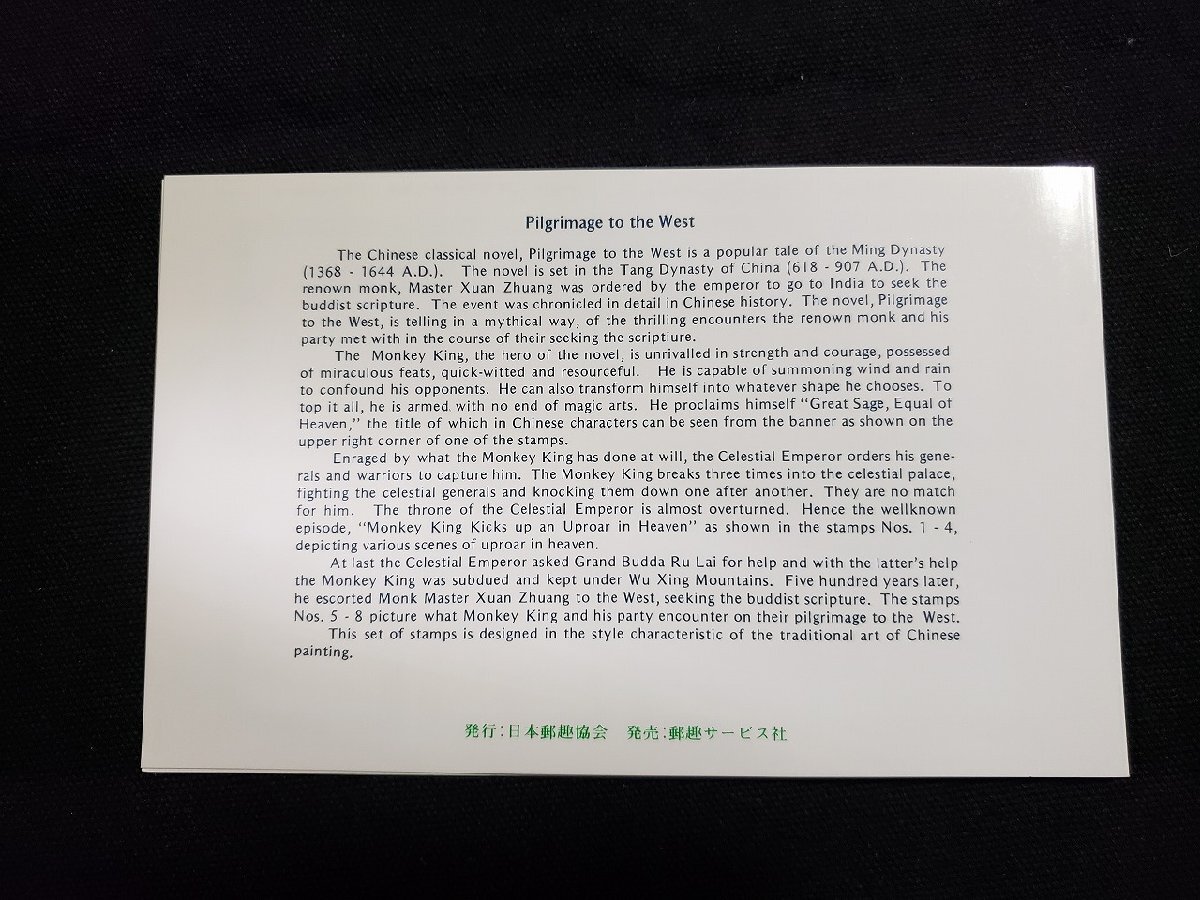 Pilgrimage to the West
The Chinese classical novel, Pilgrimage to the West is a popular tale of the Ming Dynasty
(1368 - 1644 A.D.). The novel is set in the Tang Dynasty of China (618 - 907 A.D.). The
renown monk, Master Xuan Zhuang was ordered by the emperor to go to India to seek the
buddist scripture. The event was chronicled in detail in Chinese history. The novel, Pilgrimage
to the West, is telling in a mythical way, of the thrilling encounters the renown monk and his
party met with in the course of their seeking the scripture.
The Monkey King, the hero of the novel, is unrivalled in strength and courage, possessed
of miraculous feats, quick-witted and resourceful. He is capable of summoning wind and rain
to confound his opponents. He can also transform himself into whatever shape he chooses. To
top it all, he is armed with no end of magic arts. He proclaims himself “Great Sage, Equal of
Heaven,” the title of which in Chinese characters can be seen from the banner as shown on the
upper right corner of one of the stamps.
Enraged by what the Monkey King has done at will, the Celestial Emperor orders his gene-
rals and warriors to capture him. The Monkey King breaks three times into the celestial palace,
fighting the celestial generals and knocking them down one after another. They are no match
for him. The throne of the Celestial Emperor is almost overturned. Hence the wellknown
episode, “Monkey King Kicks up an Uproar in Heaven” as shown in the stamps Nos. 1 - 4,
depicting various scenes of uproar in heaven.
At last the Celestial Emperor asked Grand Budda Ru Lai for help and with the latter’s help
the Monkey King was subdued and kept under Wu Xing Mountains. Five hundred years later,
he escorted Monk Master Xuan Zhuang to the West, seeking the buddist scripture. The stamps
Nos. 5 - 8 picture what Monkey King and his party encounter on their pilgrimage to the West.
This set of stamps is designed in the style characteristic of the traditional art of Chinese
painting.
発行:日本郵趣協会 発売:郵趣サービス社